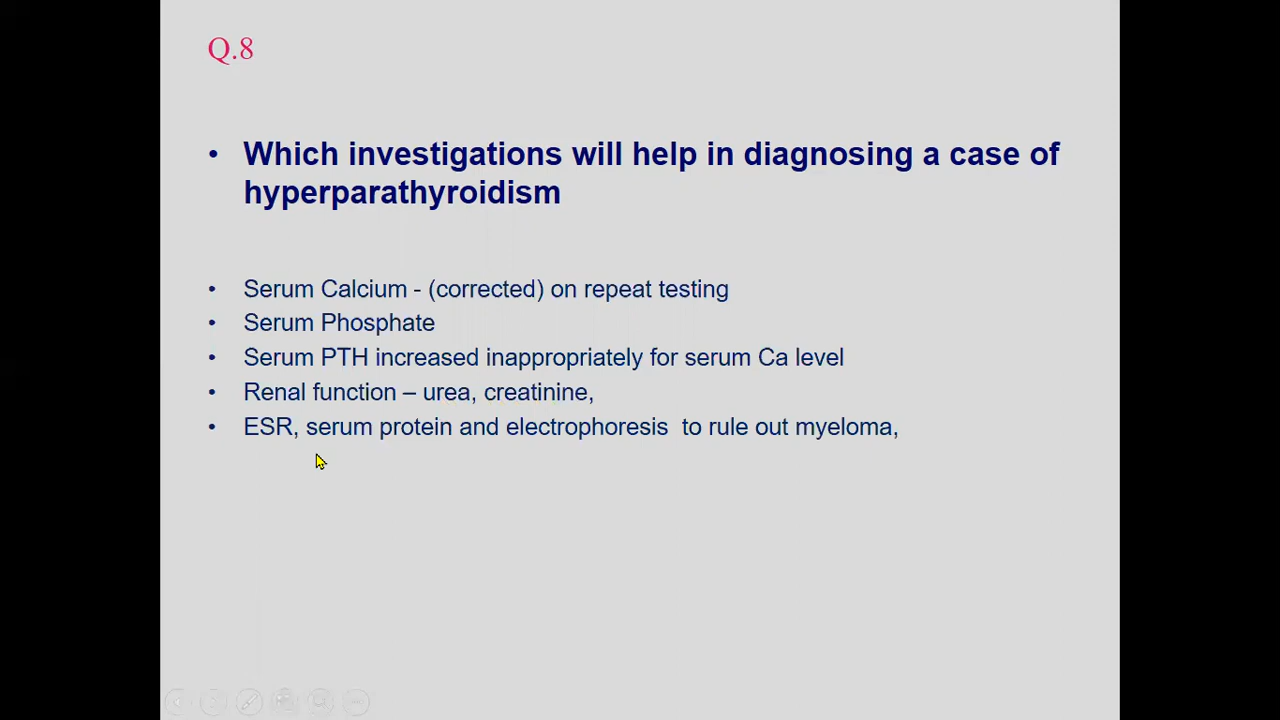 Q.8
• Which investigations will help in diagnosing a case of
hyperparathyroidism
• Serum Calcium - (corrected) on repeat testing
• Serum Phosphate
• Serum PTH increased inappropriately for serum Ca level
• Renal function – urea, creatinine,
• ESR, serum protein and electrophoresis  to rule out myeloma,